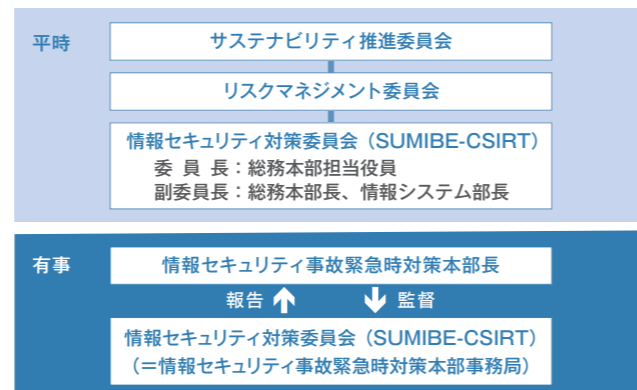 平時
サステナビリティ推進委員会
リスクマネジメント委員会
情報セキュリティ対策委員会（SUMIBE-CSIRT）
委 員 長：総務本部担当役員
副委員長：総務本部長、情報システム部長
有事
情報セキュリティ事故緊急時対策本部長
報告 監督
情報セキュリティ対策委員会（SUMIBE-CSIRT）
（＝情報セキュリティ事故緊急時対策本部事務局）